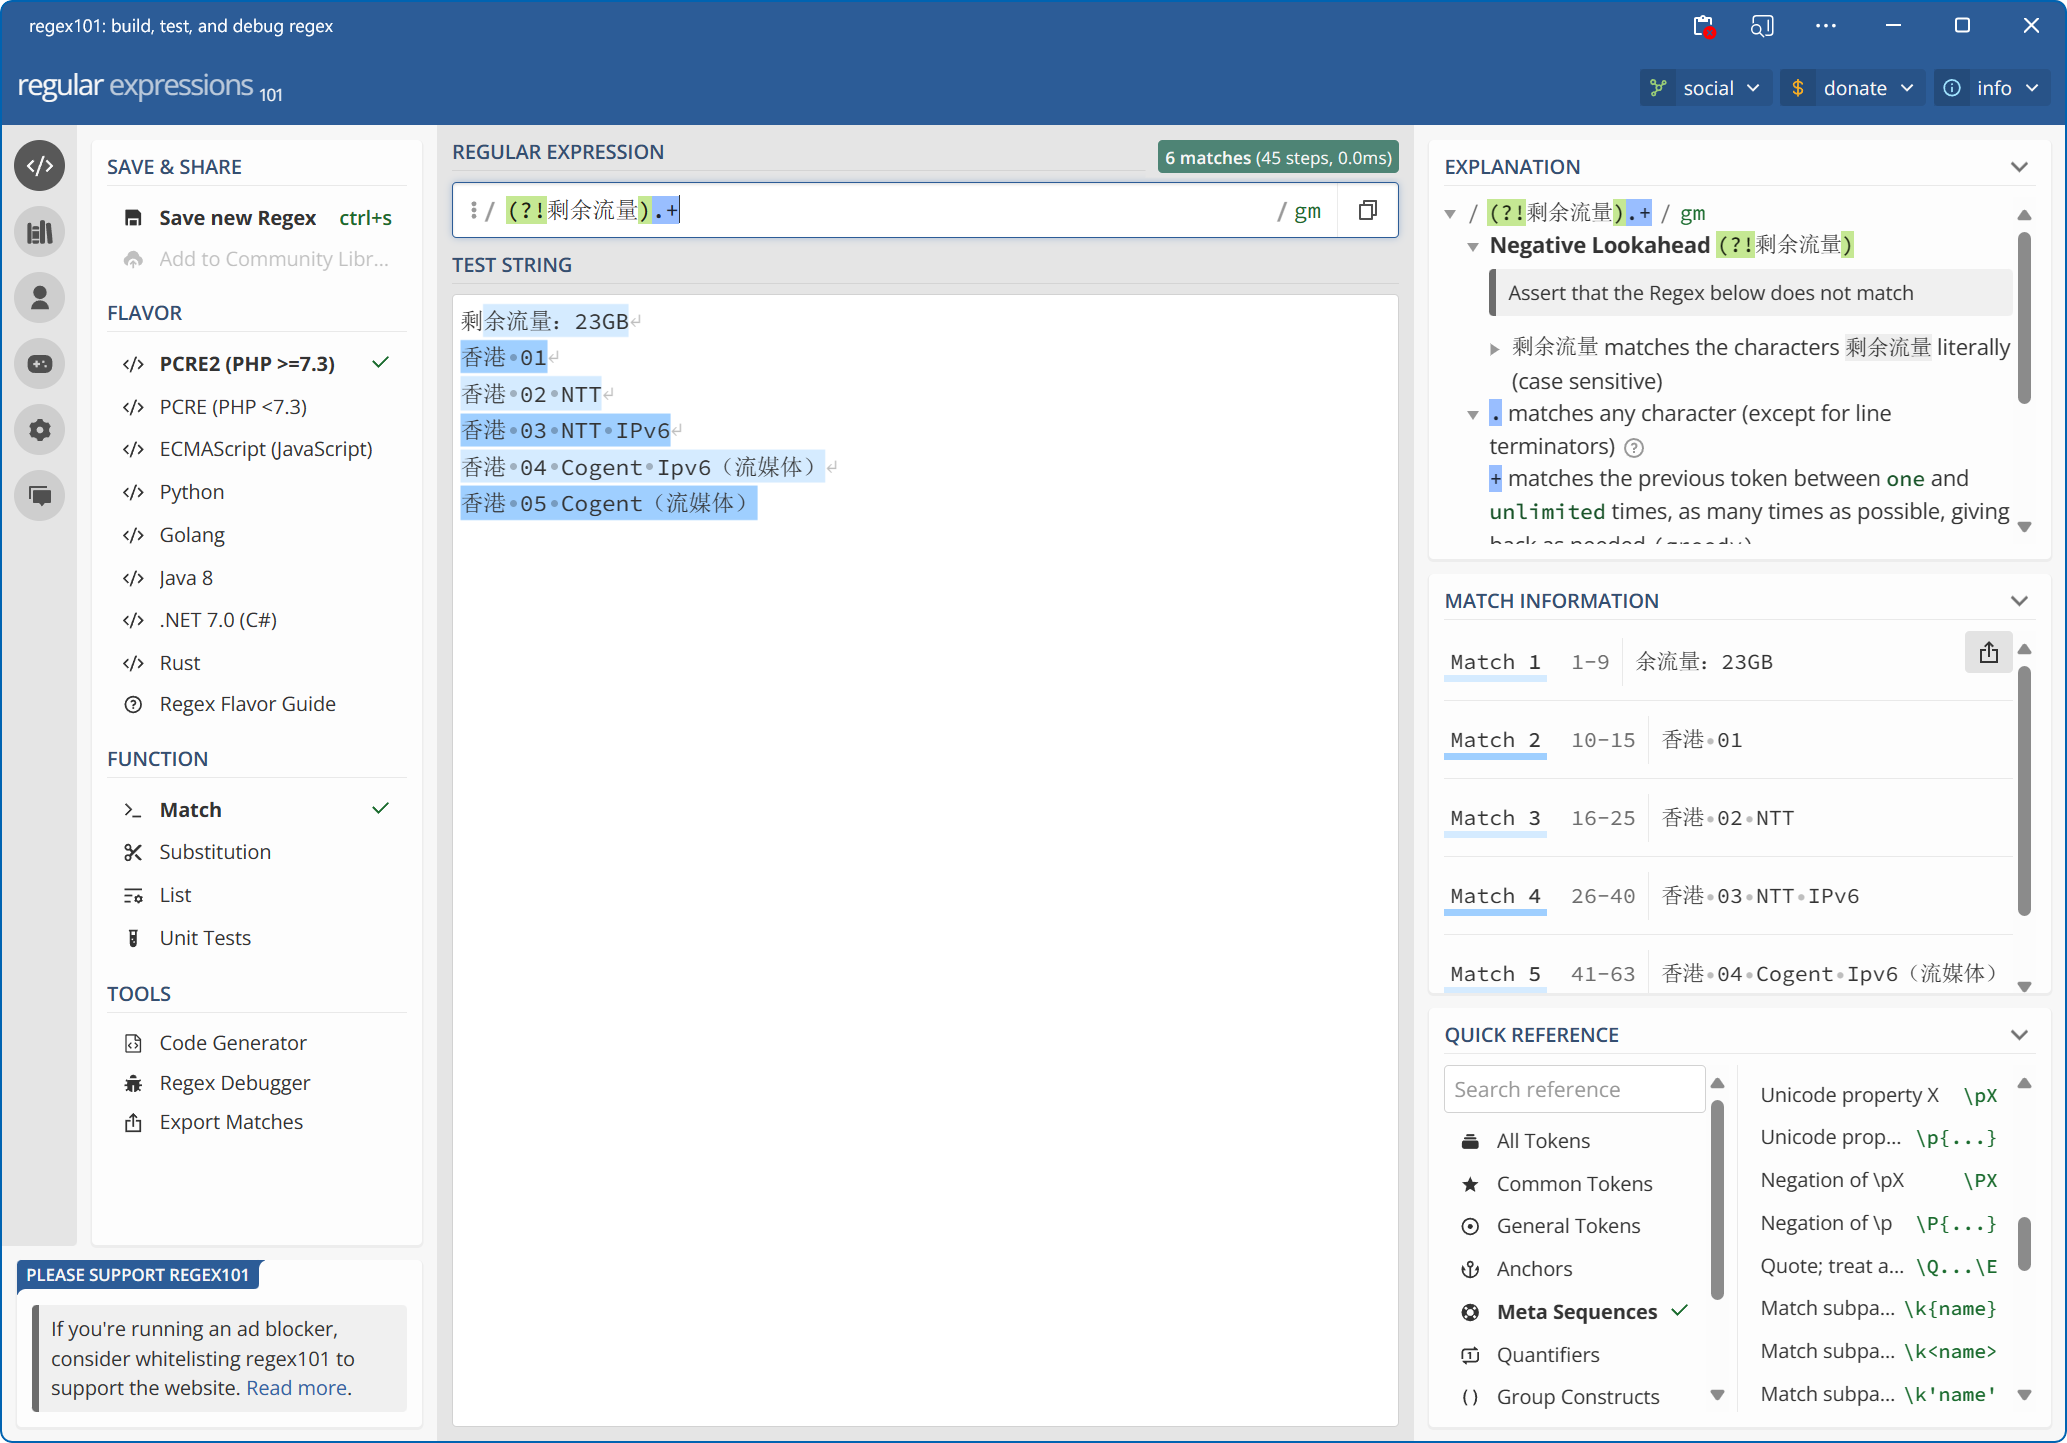 regex101: build, test, and debug regex
regular expressions 101
social
donate
info
SAVE & SHARE
Save new Regex ctrl+s
Add to Community Libr...
FLAVOR
PCRE2 (PHP >=7.3)
PCRE (PHP <7.3)
ECMAScript (JavaScript)
Python
Golang
Java 8
.NET 7.0 (C#)
Rust
Regex Flavor Guide
FUNCTION
Match
Substitution
List
Unit Tests
TOOLS
Code Generator
Regex Debugger
Export Matches
PLEASE SUPPORT REGEX101
If you're running an ad blocker,
consider whitelisting regex101 to
support the website. Read more.
REGULAR EXPRESSION
6 matches (45 steps, 0.0ms)
/ (?!剩余流量).+ / gm
TEST STRING
剩余流量：23GB
香港 01
香港 02 NTT
香港 03 NTT IPv6
香港 04 Cogent Ipv6（流媒体）
香港 05 Cogent（流媒体）
EXPLANATION
/ (?!剩余流量).+ / gm
Negative Lookahead (?!剩余流量)
Assert that the Regex below does not match
剩余流量 matches the characters 剩余流量 literally
(case sensitive)
. matches any character (except for line
terminators)
+ matches the previous token between one and
unlimited times, as many times as possible, giving
back as needed (greedy)
MATCH INFORMATION
Match 1 1-9 余流量：23GB
Match 2 10-15 香港 01
Match 3 16-25 香港 02 NTT
Match 4 26-40 香港 03 NTT IPv6
Match 5 41-63 香港 04 Cogent Ipv6（流媒体）
QUICK REFERENCE
Search reference
All Tokens
Common Tokens
General Tokens
Anchors
Meta Sequences
Quantifiers
Group Constructs
Unicode property X \pX
Unicode prop... \p{...}
Negation of \pX \PX
Negation of \p \P{...}
Quote; treat a... \Q...\E
Match subpa... \k{name}
Match subpa... \k<name>
Match subpa... \k'name'